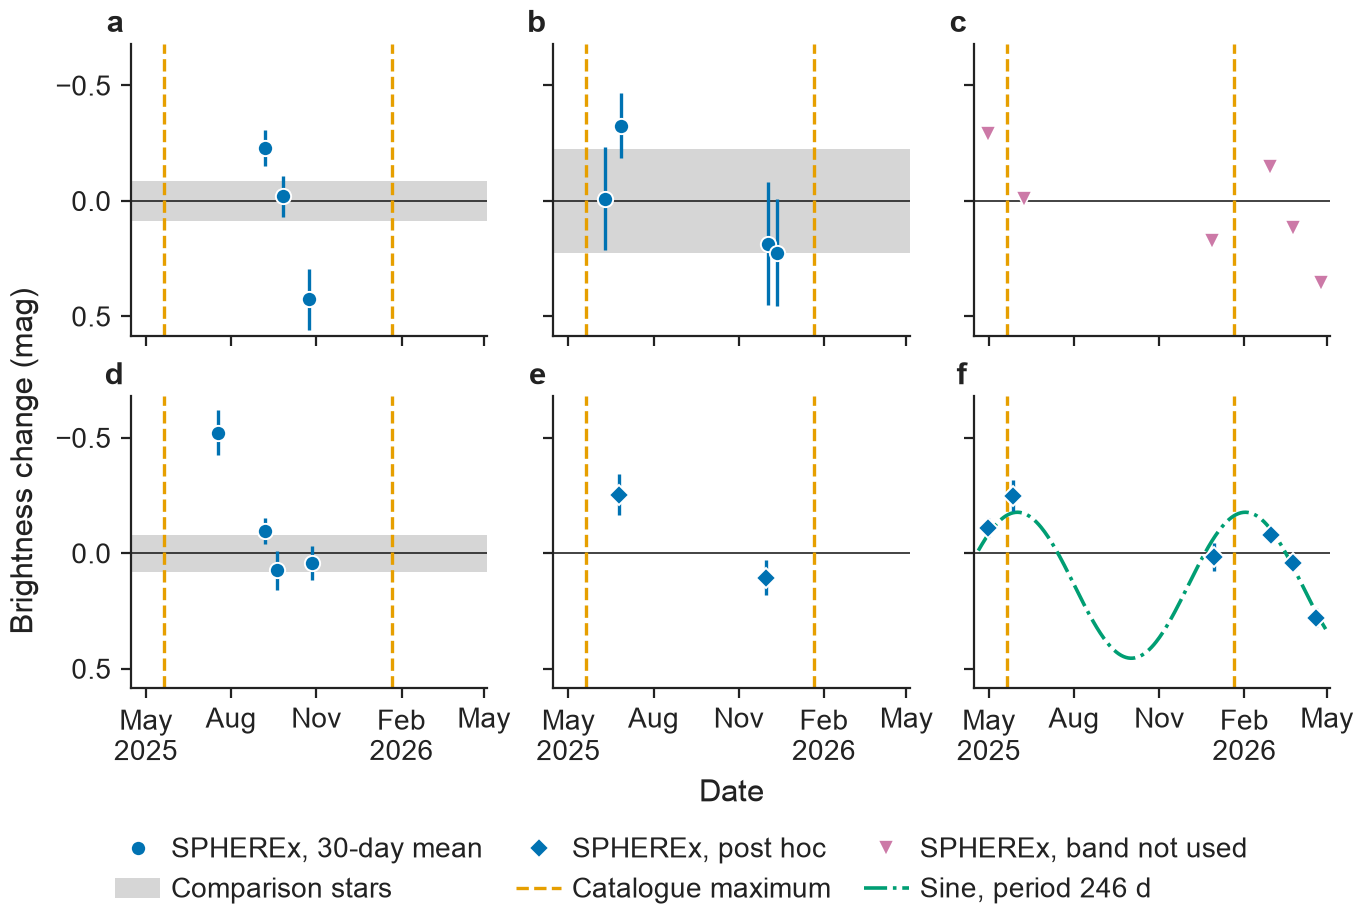 a
b
c
−0.5
0.0
0.5
d
e
f
−0.5
0.0
0.5
Brightness change (mag)
May 2025
Aug
Nov
Feb 2026
May
May 2025
Aug
Nov
Feb 2026
May
May 2025
Aug
Nov
Feb 2026
May
Date
SPHEREx, 30-day mean
SPHEREx, post hoc
SPHEREx, band not used
Comparison stars
Catalogue maximum
Sine, period 246 d